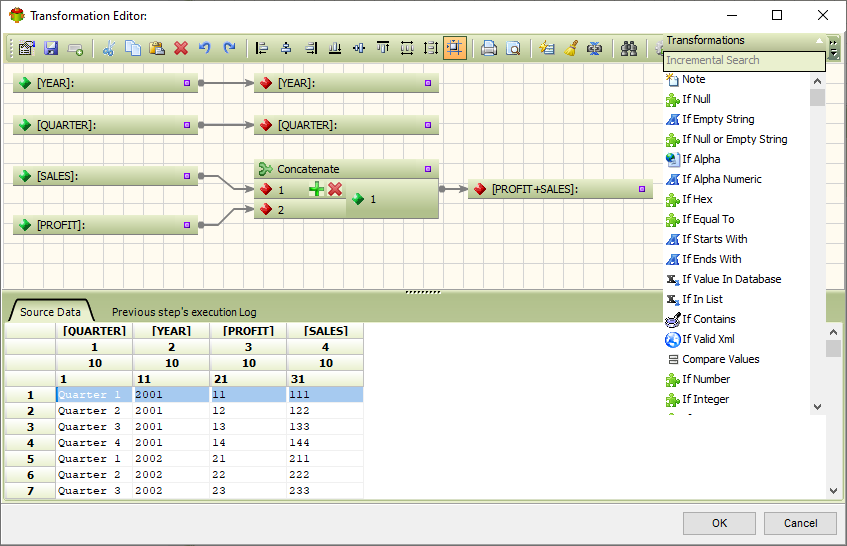 Transformation Editor:
Transformations
Incremental Search
Note
If Null
If Empty String
If Null or Empty String
If Alpha
If Alpha Numeric
If Hex
If Equal To
If Starts With
If Ends With
If Value In Database
If In List
If Contains
If Valid Xml
Compare Values
If Number
If Integer
[YEAR]:
[YEAR]:
[QUARTER]:
[QUARTER]:
[SALES]:
Concatenate
1
1
2
[PROFIT+SALES]:
[PROFIT]:
Source Data
Previous step's execution Log
[QUARTER] [YEAR] [PROFIT] [SALES]
1 2 3 4
10 10 10 10
1 11 21 31
1 Quarter 1 2001 11 111
2 Quarter 2 2001 12 122
3 Quarter 3 2001 13 133
4 Quarter 4 2001 14 144
5 Quarter 1 2002 21 211
6 Quarter 2 2002 22 222
7 Quarter 3 2002 23 233
OK
Cancel